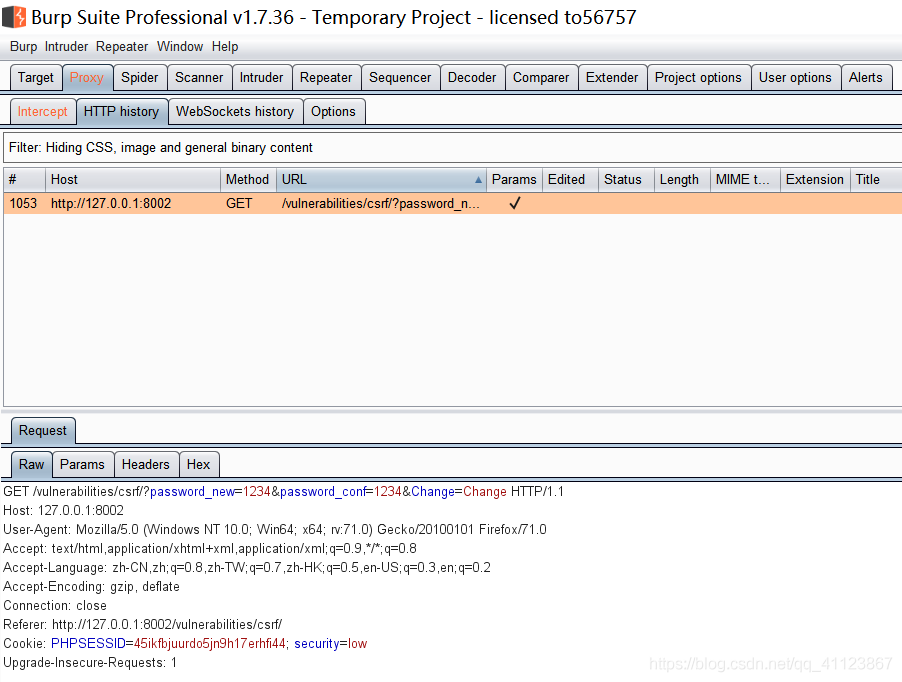 Burp Suite Professional v1.7.36 - Temporary Project - licensed to56757
Burp Intruder Repeater Window Help
Target Proxy Spider Scanner Intruder Repeater Sequencer Decoder Comparer Extender Project options User options Alerts
Intercept HTTP history WebSockets history Options
Filter: Hiding CSS, image and general binary content
# Host Method URL Params Edited Status Length MIME t... Extension Title
1053 http://127.0.0.1:8002 GET /vulnerabilities/csrf/?password_n... ✓
Request
Raw Params Headers Hex
GET /vulnerabilities/csrf/?password_new=1234&password_conf=1234&Change=Change HTTP/1.1
Host: 127.0.0.1:8002
User-Agent: Mozilla/5.0 (Windows NT 10.0; Win64; x64; rv:71.0) Gecko/20100101 Firefox/71.0
Accept: text/html,application/xhtml+xml,application/xml;q=0.9,*/*;q=0.8
Accept-Language: zh-CN,zh;q=0.8,zh-TW;q=0.7,zh-HK;q=0.5,en-US;q=0.3,en;q=0.2
Accept-Encoding: gzip, deflate
Connection: close
Referer: http://127.0.0.1:8002/vulnerabilities/csrf/
Cookie: PHPSESSID=45ikfbjuurdo5jn9h17erhfi44; security=low
Upgrade-Insecure-Requests: 1
https://blog.csdn.net/qq_41123867